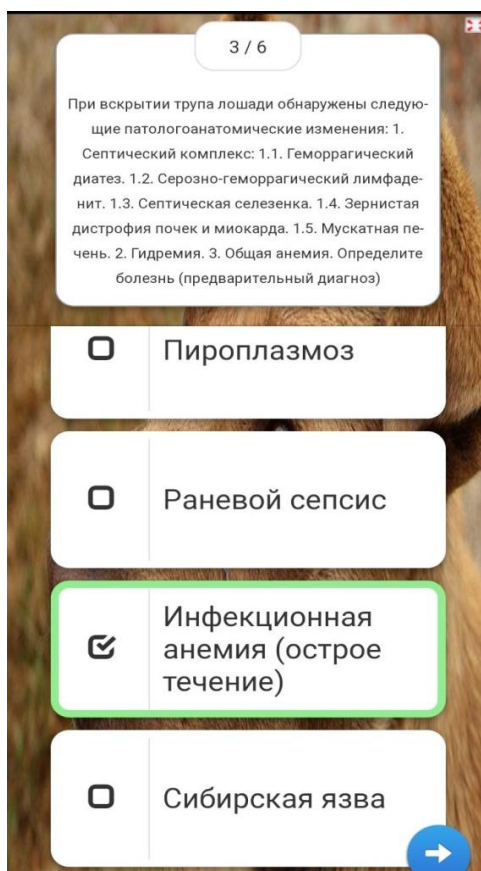 3 / 6
При вскрытии трупа лошади обнаружены следую-
щие патологоанатомические изменения: 1.
Септический комплекс: 1.1. Геморрагический
диатез. 1.2. Серозно-геморрагический лимфаде-
нит. 1.3. Септическая селезенка. 1.4. Зернистая
дистрофия почек и миокарда. 1.5. Мускатная пе-
чень. 2. Гидремия. 3. Общая анемия. Определите
болезнь (предварительный диагноз)
Пироплазмоз
Раневой сепсис
Инфекционная
анемия (острое
течение)
Сибирская язва